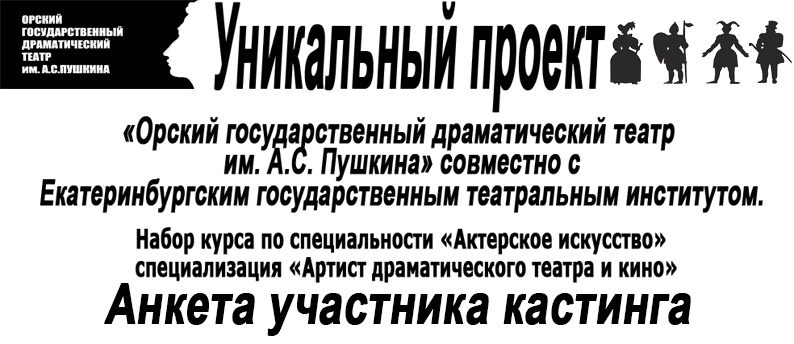 ОРСКИЙ
ГОСУДАРСТВЕННЫЙ
ДРАМАТИЧЕСКИЙ
ТЕАТР
ИМ. А.С.ПУШКИНА
Уникальный проект
«Орский государственный драматический театр
им. А.С. Пушкина» совместно с
Екатеринбургским государственным театральным институтом.
Набор курса по специальности «Актерское искусство»
специализация «Артист драматического театра и кино»
Анкета участника кастинга